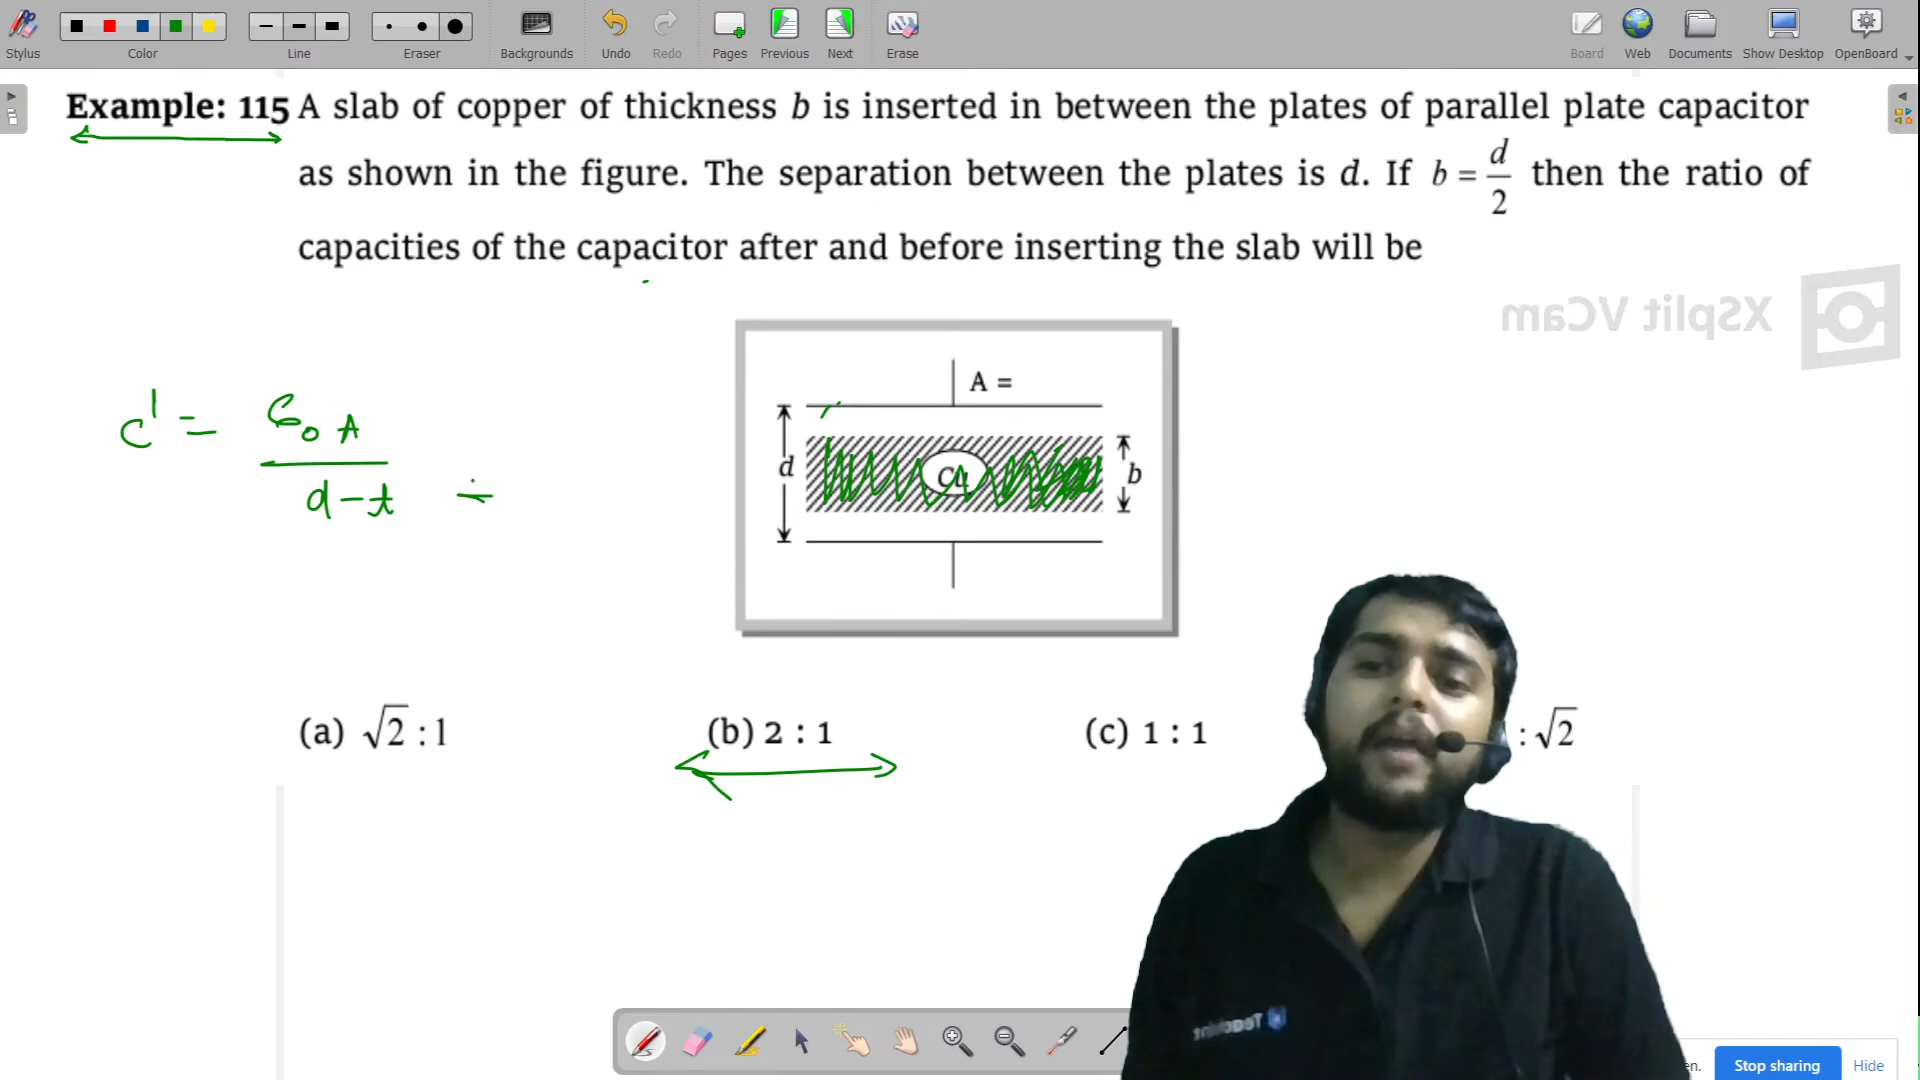 Stylus
Color
Line
Eraser
Backgrounds
Undo
Redo
Pages
Previous
Next
Erase
Board
Web
Documents
Show Desktop
OpenBoard
Example: 115 A slab of copper of thickness b is inserted in between the plates of parallel plate capacitor
as shown in the figure. The separation between the plates is d. If b = d/2 then the ratio of
capacities of the capacitor after and before inserting the slab will be
XSplit VCam
A =
d
Cu
b
C' = ϵ₀ A / d - t =
(a) √2 : 1
(b) 2 : 1
(c) 1 : 1
: √2
Stop sharing
Hide